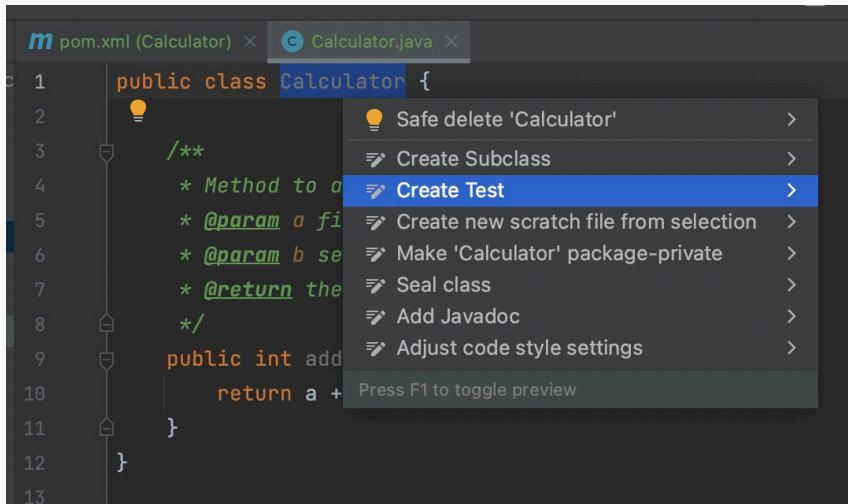 m pom.xml (Calculator) ×
C Calculator.java ×
1 public class Calculator {
2
3 /**
4 * Method to a
5 * @param a fi
6 * @param b se
7 * @return the
8 */
9 public int add
10 return a +
11 }
12 }
13
Safe delete 'Calculator'
Create Subclass
Create Test
Create new scratch file from selection
Make 'Calculator' package-private
Seal class
Add Javadoc
Adjust code style settings
Press F1 to toggle preview